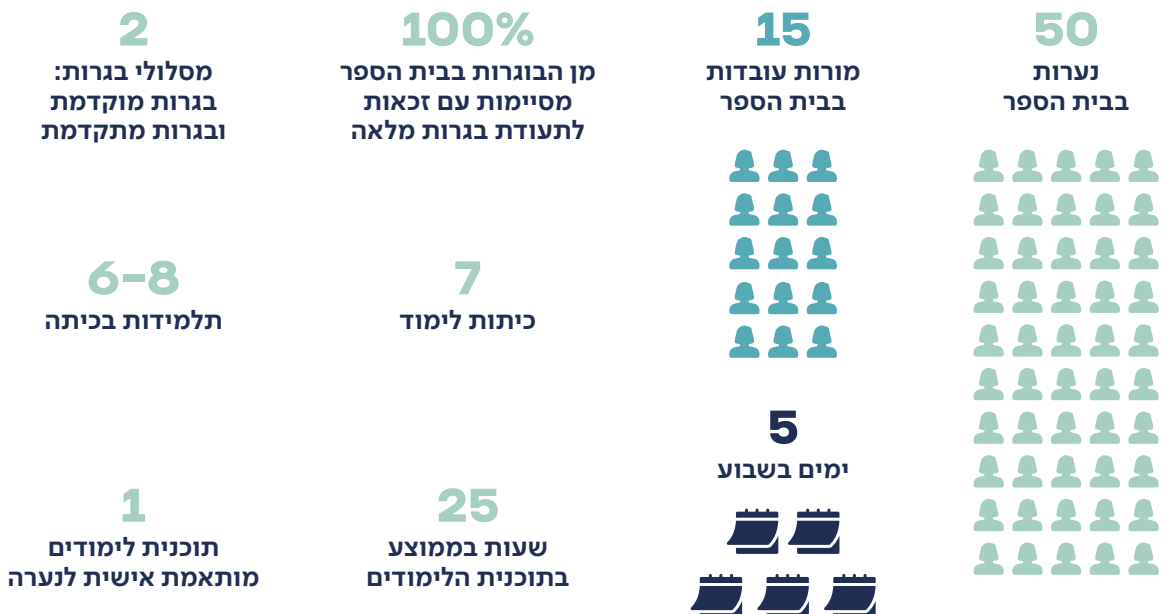 50
נערות
בבית הספר
15
מורות עובדות
בבית הספר
100%
מן הבוגרות בבית הספר
מסיימות עם זכאות
לתעודת בגרות מלאה
2
מסלולי בגרות:
בגרות מוקדמת
ובגרות מתקדמת
7
כיתות לימוד
6-8
תלמידות בכיתה
5
ימים בשבוע
25
שעות בממוצע
בתוכנית הלימודים
1
תוכנית לימודים
מותאמת אישית לנערה